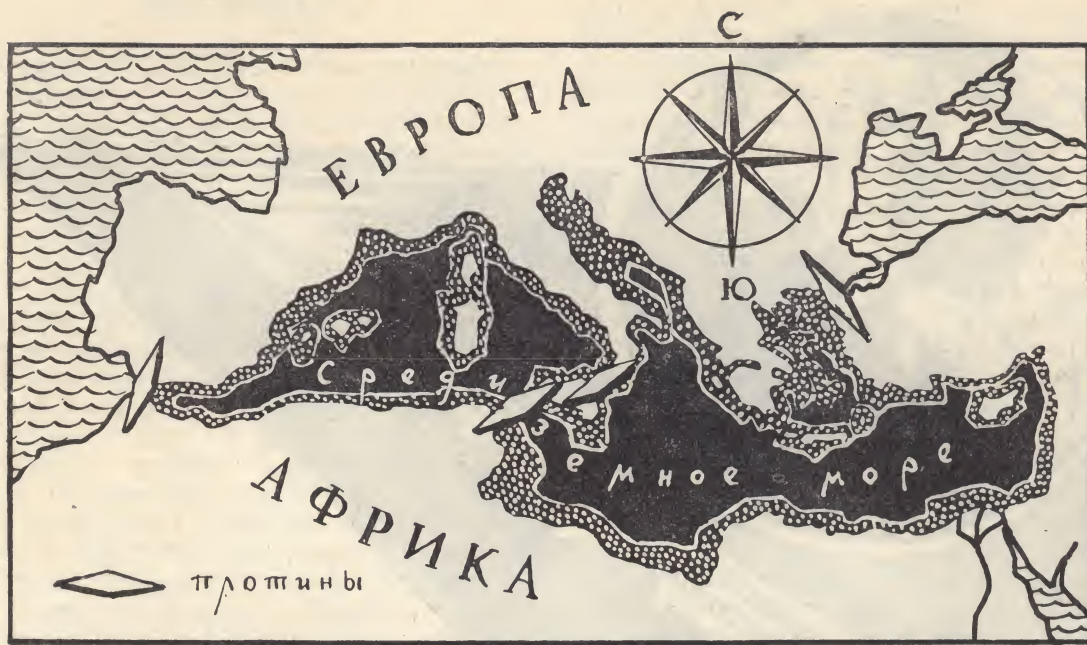 С
ЕВРОПА
Ю
Средиземное море
АФРИКА
плотины